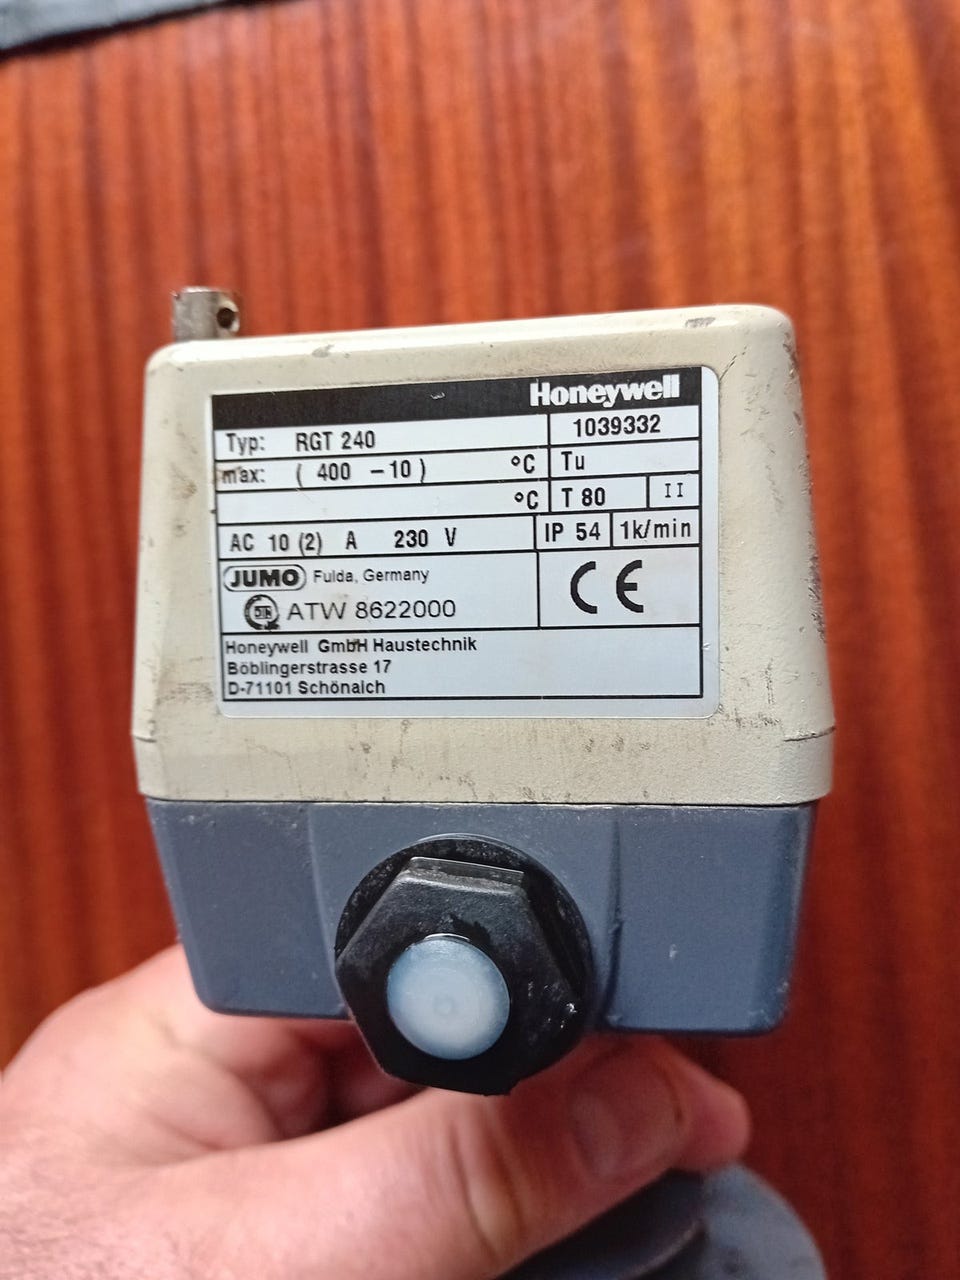 Honeywell
Typ: RGT 240 1039332
max: ( 400 -10 ) °C Tu
°C T 80 II
AC 10 (2) A 230 V IP 54 1k/min
JUMO Fulda, Germany
ATW 8622000 CE
Honeywell GmbH Haustechnik
Böblingerstrasse 17
D-71101 Schönaich